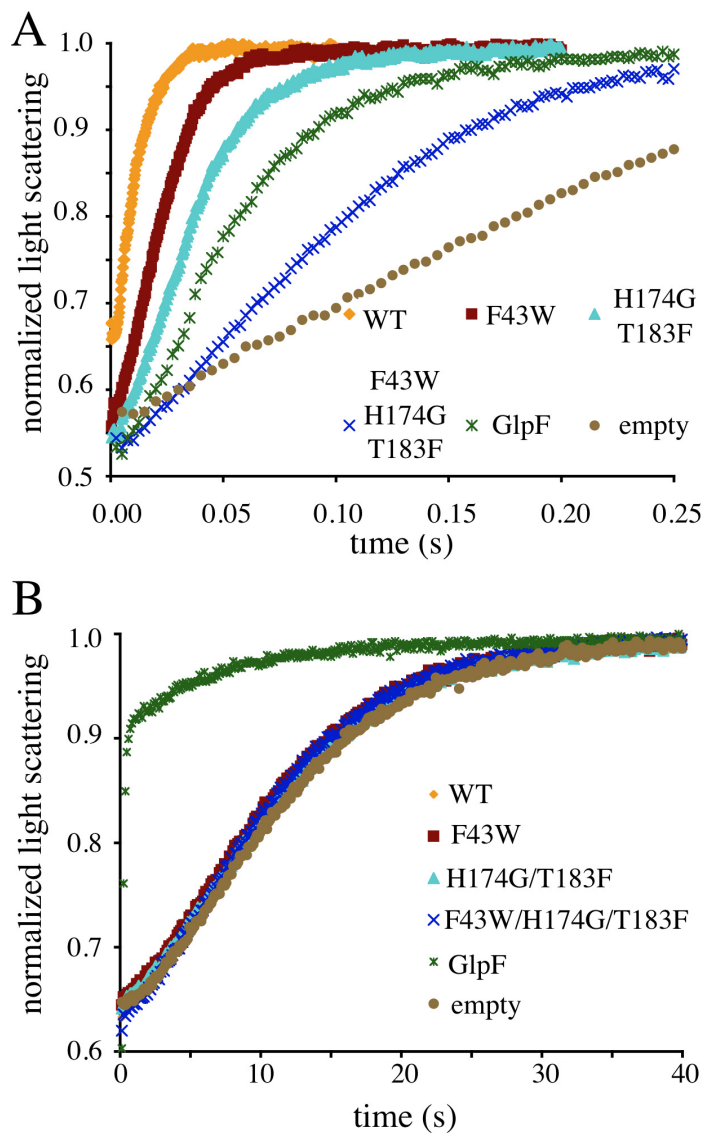 A
normalized light scattering
1.0
0.9
0.8
0.7
0.6
0.5
WT
F43W
H174G
T183F
F43W
H174G
T183F
GlpF
empty
0.00
0.05
0.10
0.15
0.20
0.25
time (s)
B
normalized light scattering
1.0
0.9
0.8
0.7
0.6
WT
F43W
H174G/T183F
F43W/H174G/T183F
GlpF
empty
0
10
20
30
40
time (s)